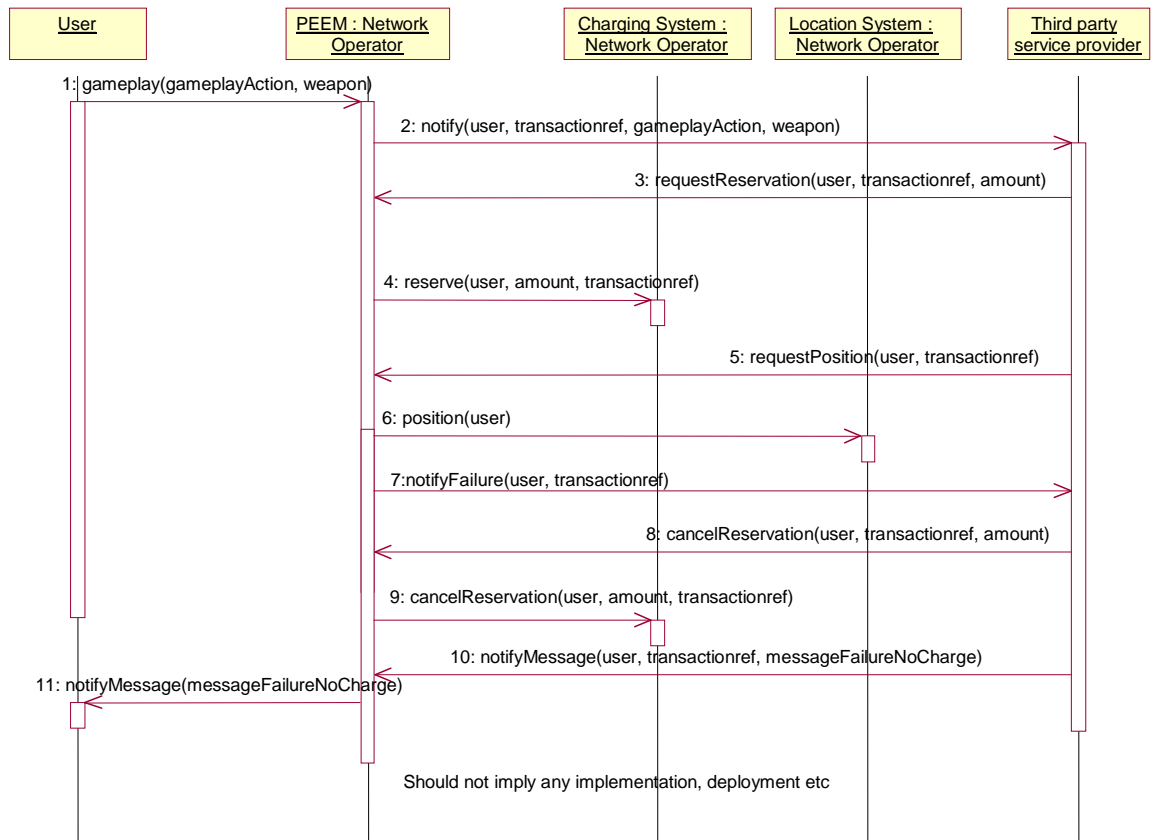 User
PEEM : Network
Operator
Charging System :
Network Operator
Location System :
Network Operator
Third party
service provider
1: gameplay(gameplayAction, weapon)
2: notify(user, transactionref, gameplayAction, weapon)
3: requestReservation(user, transactionref, amount)
4: reserve(user, amount, transactionref)
5: requestPosition(user, transactionref)
6: position(user)
7:notifyFailure(user, transactionref)
8: cancelReservation(user, transactionref, amount)
9: cancelReservation(user, amount, transactionref)
10: notifyMessage(user, transactionref, messageFailureNoCharge)
11: notifyMessage(messageFailureNoCharge)
Should not imply any implementation, deployment etc